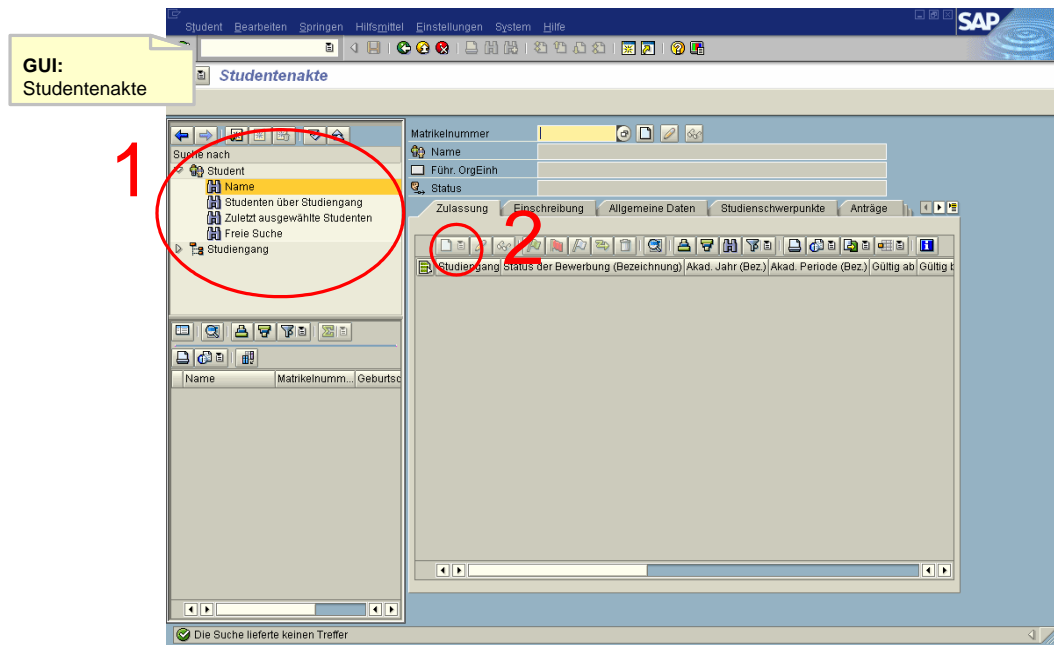 Student Bearbeiten Springen Hilfsmittel Einstellungen System Hilfe
SAP
GUI:
Studentenakte
Studentenakte
1
Suche nach
Student
Name
Studenten über Studiengang
Zuletzt ausgewählte Studenten
Freie Suche
Studiengang
Name Matrikelnumm... Geburtsd
Matrikelnummer
Name
Führ. OrgEinh
Status
Zulassung Einschreibung Allgemeine Daten Studienschwerpunkte Anträge
2
Studiengang Status der Bewerbung (Bezeichnung) Akad. Jahr (Bez.) Akad. Periode (Bez.) Gültig ab Gültig b
Die Suche lieferte keinen Treffer